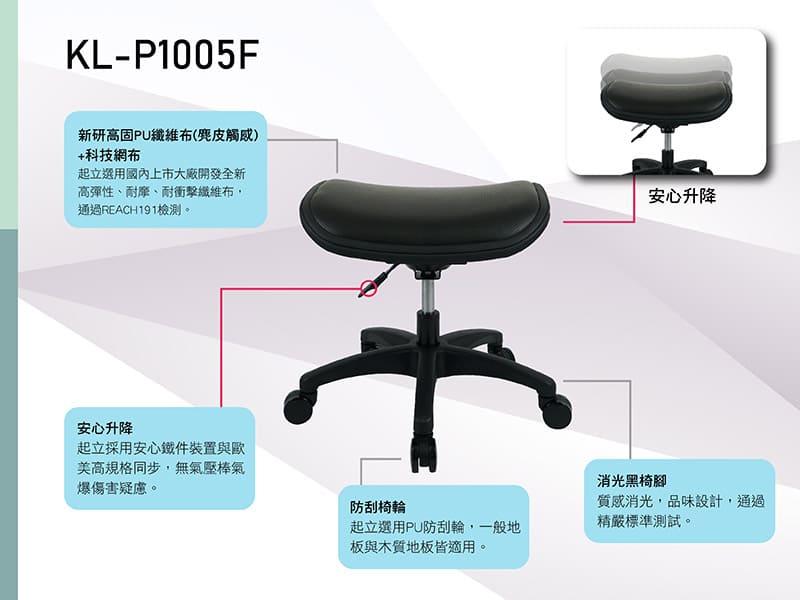 KL-P1005F
新研高固PU纖維布(麂皮觸感)
+科技網布
起立選用國內上市大廠開發全新
高彈性、耐摩、耐衝擊纖維布，
通過REACH191檢測。
安心升降
安心升降
起立採用安心鐵件裝置與歐
美高規格同步，無氣壓棒氣
爆傷害疑慮。
防刮椅輪
起立選用PU防刮輪，一般地
板與木質地板皆適用。
消光黑椅腳
質感消光，品味設計，通過
精嚴標準測試。